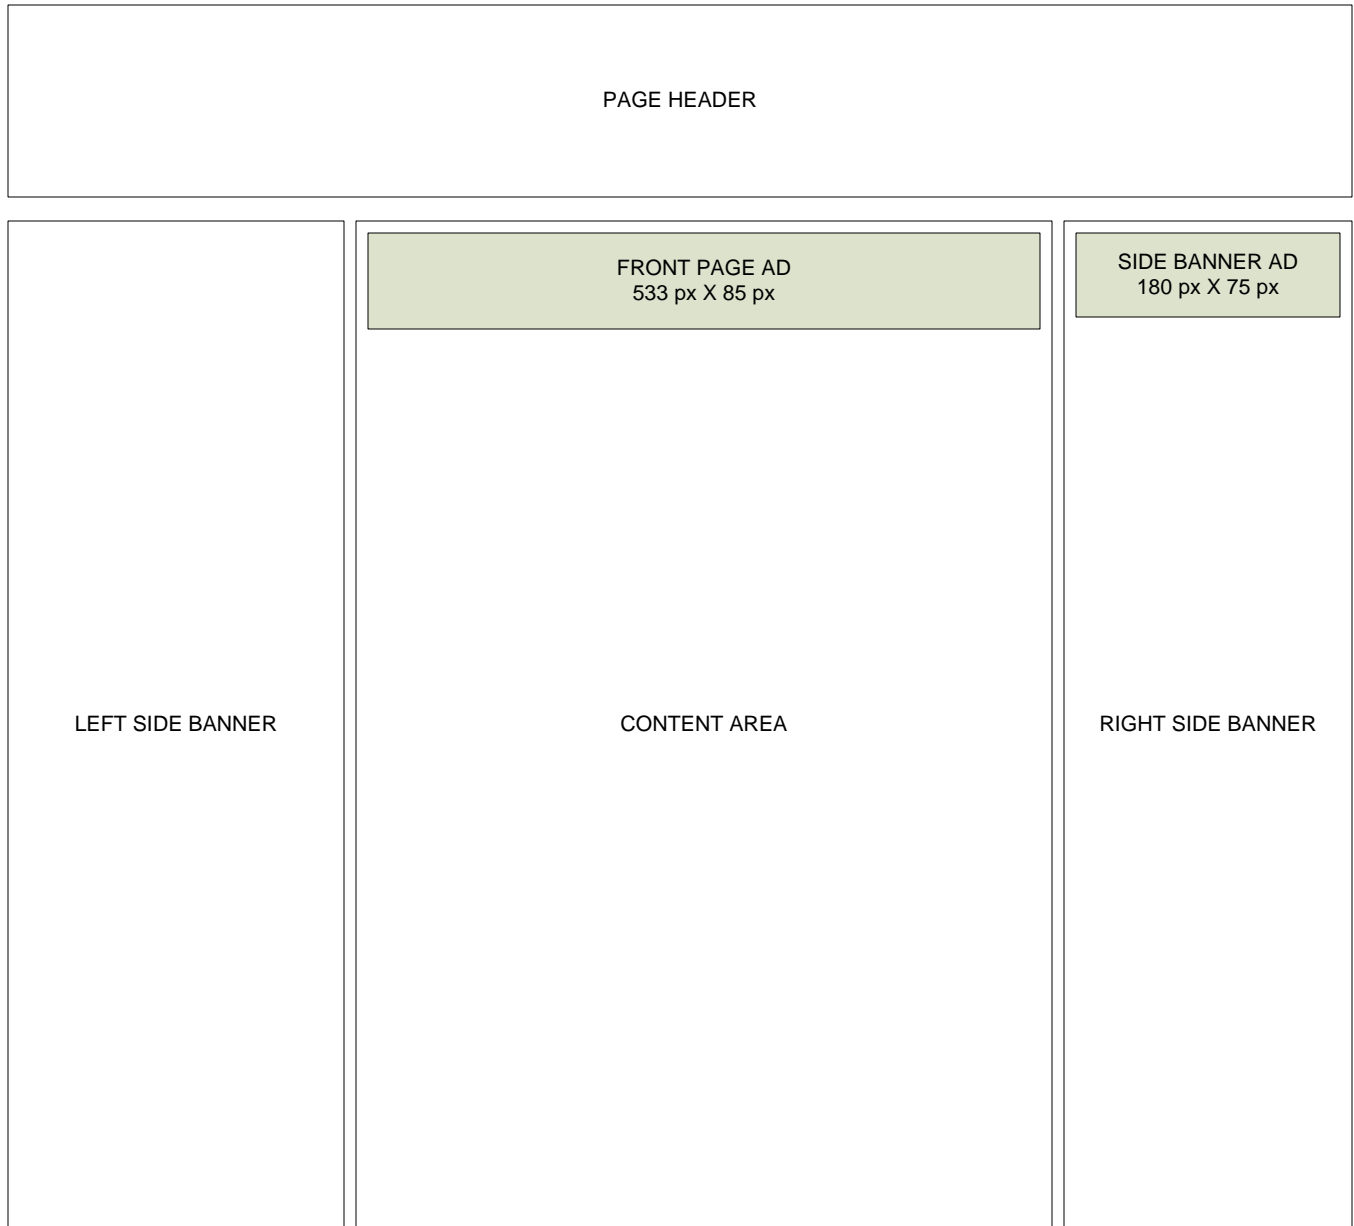 PAGE HEADER
FRONT PAGE AD
533 px X 85 px
SIDE BANNER AD
180 px X 75 px
LEFT SIDE BANNER
CONTENT AREA
RIGHT SIDE BANNER